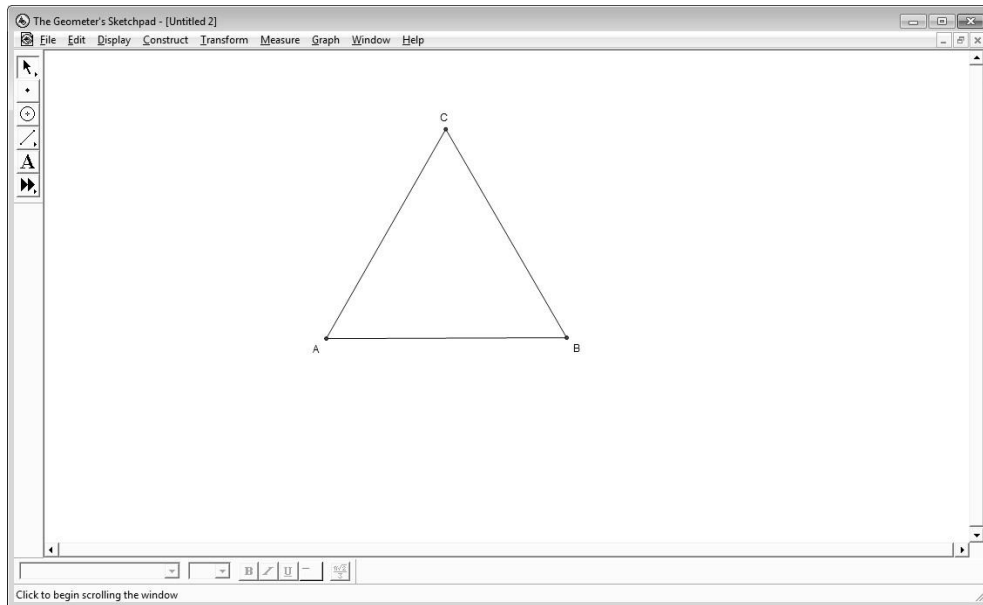 The Geometer's Sketchpad - [Untitled 2]
File Edit Display Construct Transform Measure Graph Window Help
A
C
A
B
B I U
Click to begin scrolling the window